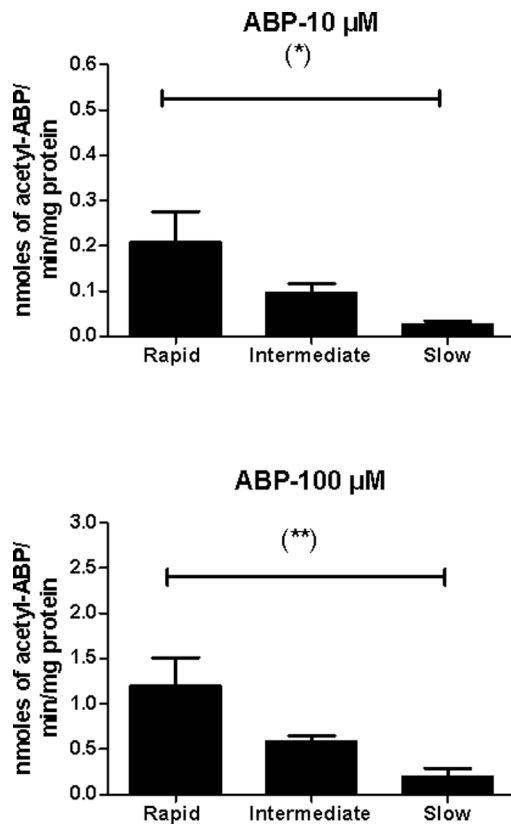 ABP-10 µM
(*)
nmoles of acetyl-ABP/
min/mg protein
0.6
0.5
0.4
0.3
0.2
0.1
0.0
Rapid Intermediate Slow
ABP-100 µM
(**)
nmoles of acetyl-ABP/
min/mg protein
3.0
2.5
2.0
1.5
1.0
0.5
0.0
Rapid Intermediate Slow